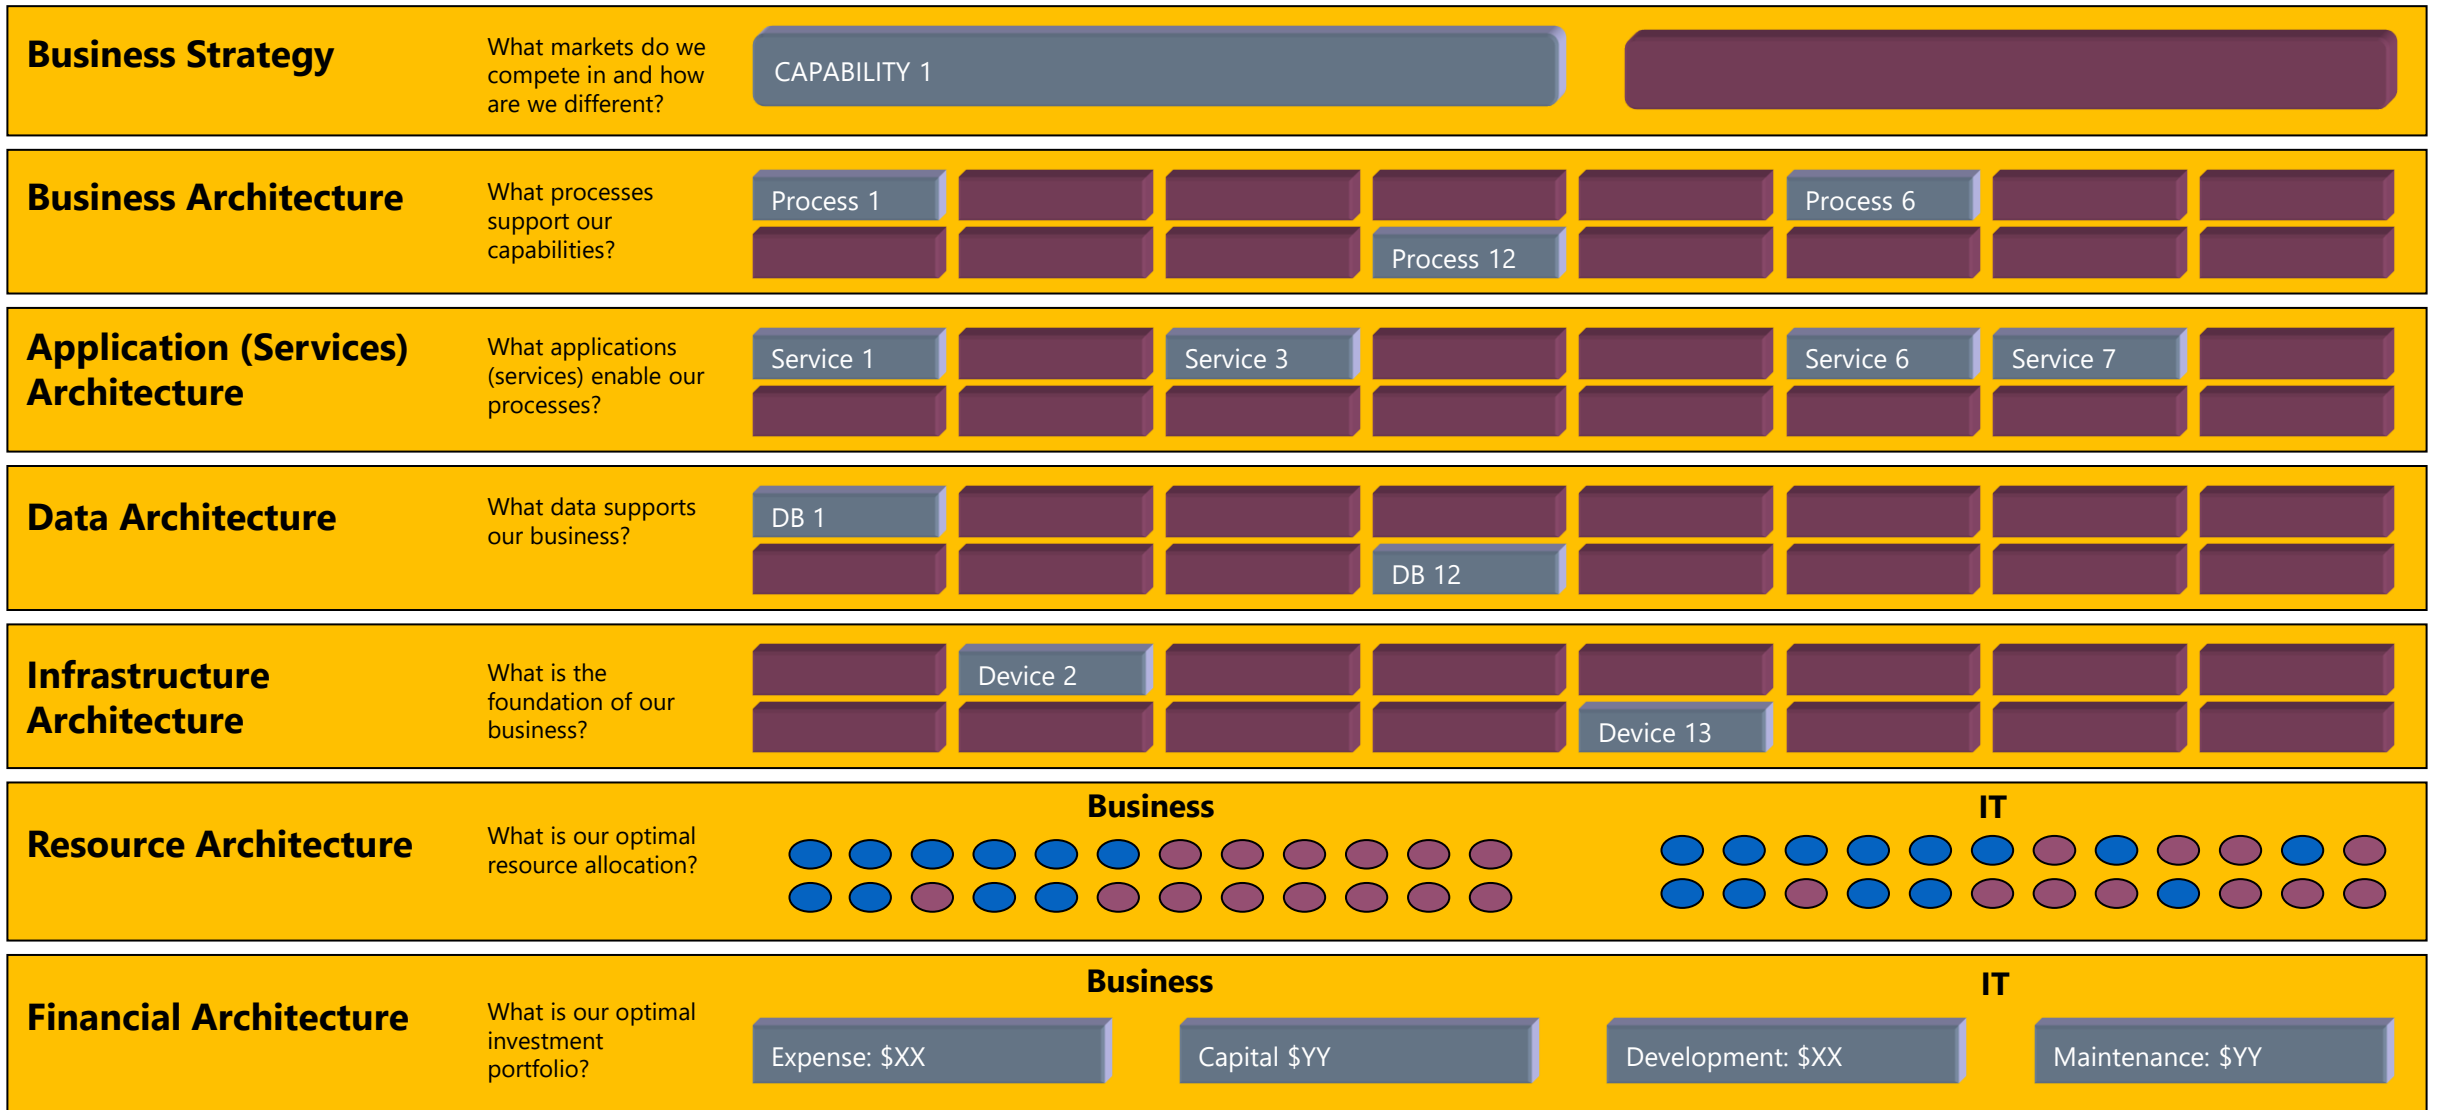 Business Strategy
What markets do we
compete in and how
are we different?
CAPABILITY 1
Business Architecture
What processes
support our
capabilities?
Process 1
Process 6
Process 12
Application (Services)
Architecture
What applications
(services) enable our
processes?
Service 1
Service 3
Service 6
Service 7
Data Architecture
What data supports
our business?
DB 1
DB 12
Infrastructure
Architecture
What is the
foundation of our
business?
Device 2
Device 13
Resource Architecture
What is our optimal
resource allocation?
Business
IT
Financial Architecture
What is our optimal
investment
portfolio?
Business
IT
Expense: $XX
Capital $YY
Development: $XX
Maintenance: $YY